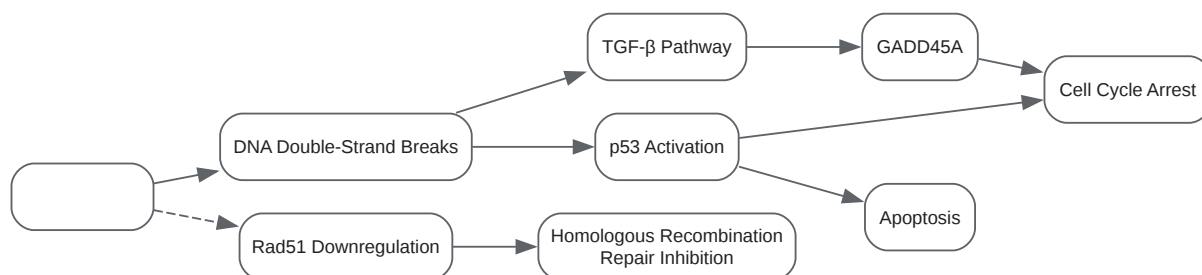 TGF-β Pathway
GADD45A
Cell Cycle Arrest
DNA Double-Strand Breaks
p53 Activation
Apoptosis
Rad51 Downregulation
Homologous Recombination
Repair Inhibition